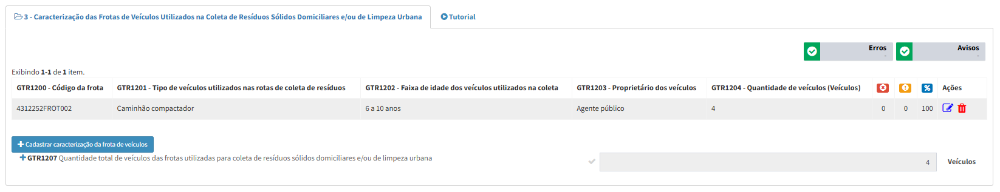 3 - Caracterização das Frotas de Veículos Utilizados na Coleta de Resíduos Sólidos Domiciliares e/ou de Limpeza Urbana
Tutorial
Erros
-
Avisos
-
Exibindo 1-1 de 1 item.
GTR1200 - Código da frota GTR1201 - Tipo de veículos utilizados nas rotas de coleta de resíduos GTR1202 - Faixa de idade dos veículos utilizados na coleta GTR1203 - Proprietário dos veículos GTR1204 - Quantidade de veículos (Veículos) Ações
4312252FROT002 Caminhão compactador 6 a 10 anos Agente público 4 0 0 100
Cadastrar caracterização da frota de veículos
GTR1207 Quantidade total de veículos das frotas utilizadas para coleta de resíduos sólidos domiciliares e/ou de limpeza urbana 4 Veículos